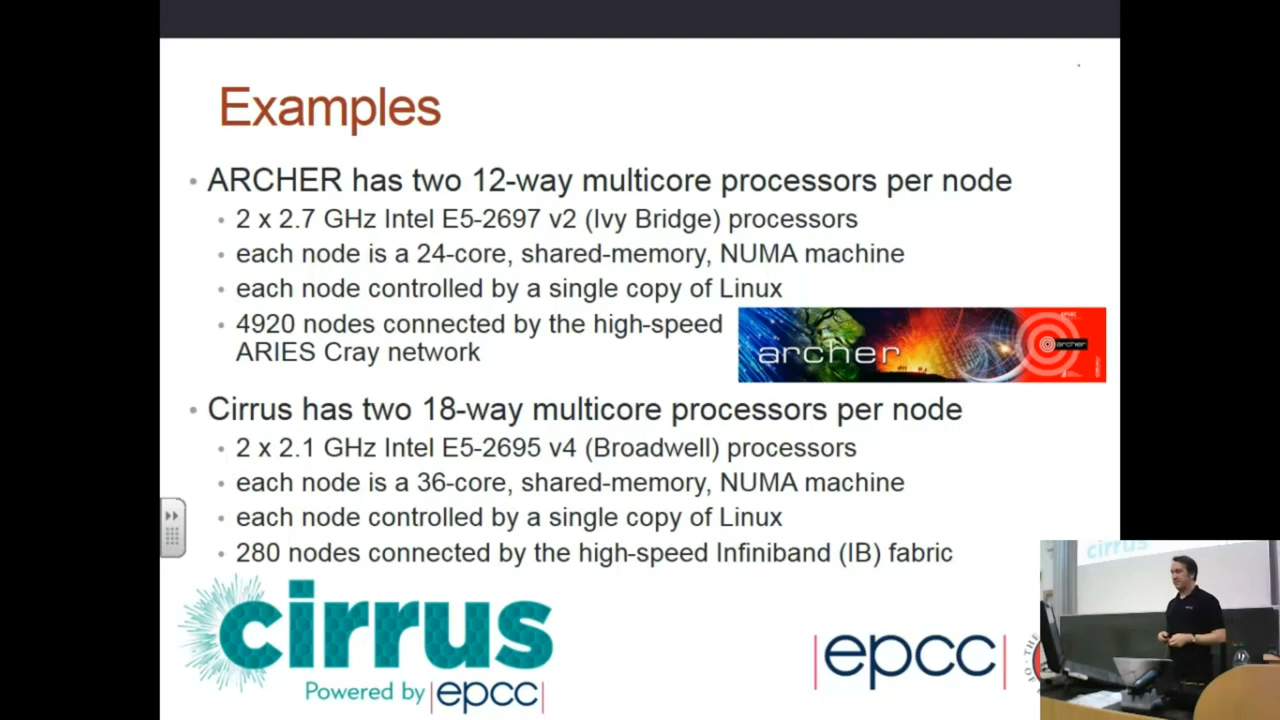 Examples
• ARCHER has two 12-way multicore processors per node
• 2 x 2.7 GHz Intel E5-2697 v2 (Ivy Bridge) processors
• each node is a 24-core, shared-memory, NUMA machine
• each node controlled by a single copy of Linux
• 4920 nodes connected by the high-speed
ARIES Cray network
archer
archer
• Cirrus has two 18-way multicore processors per node
• 2 x 2.1 GHz Intel E5-2695 v4 (Broadwell) processors
• each node is a 36-core, shared-memory, NUMA machine
• each node controlled by a single copy of Linux
• 280 nodes connected by the high-speed Infiniband (IB) fabric
cirrus
Powered by |epcc|
|epcc|
cirrus